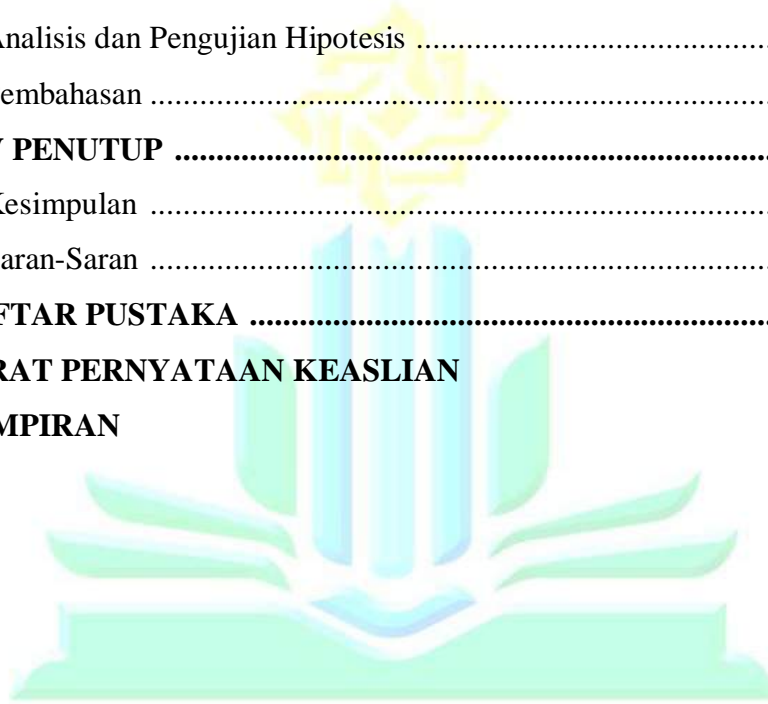 Analisis dan Pengujian Hipotesis ......................................
embahasan ..............................................................................
PENUTUP .......................................................................
Kesimpulan ...........................................................................
aran-Saran ............................................................................
FTAR PUSTAKA ..............................................................
RAT PERNYATAAN KEASLIAN
MPIRAN